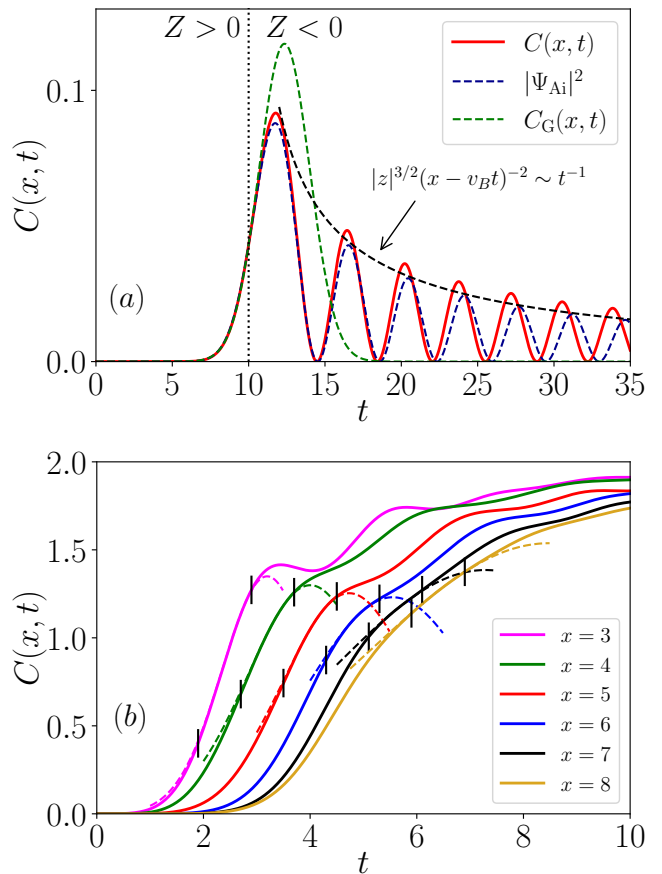 Z > 0
Z < 0
C(x, t)
|Ψ_Ai|²
C_G(x, t)
|z|^{3/2}(x − v_B t)^{−2} ∼ t^{−1}
0.1
0.0
C(x, t)
(a)
0 5 10 15 20 25 30 35
t
2.0
1.5
1.0
0.5
0.0
C(x, t)
(b)
x = 3
x = 4
x = 5
x = 6
x = 7
x = 8
0 2 4 6 8 10
t